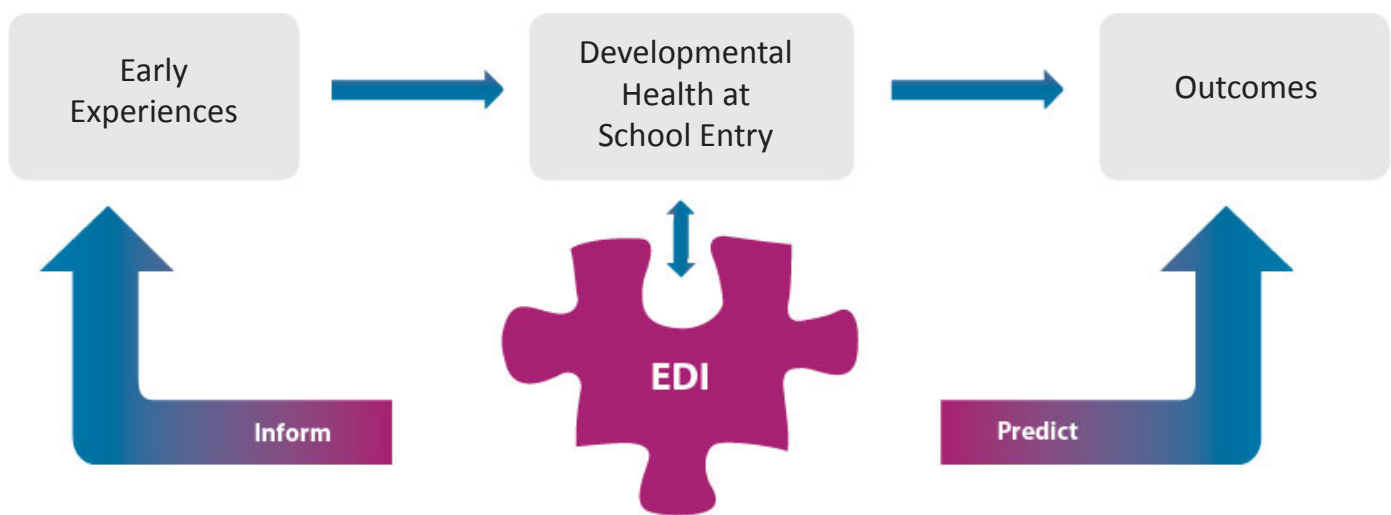 Early
Experiences
Developmental
Health at
School Entry
Outcomes
EDI
Inform
Predict